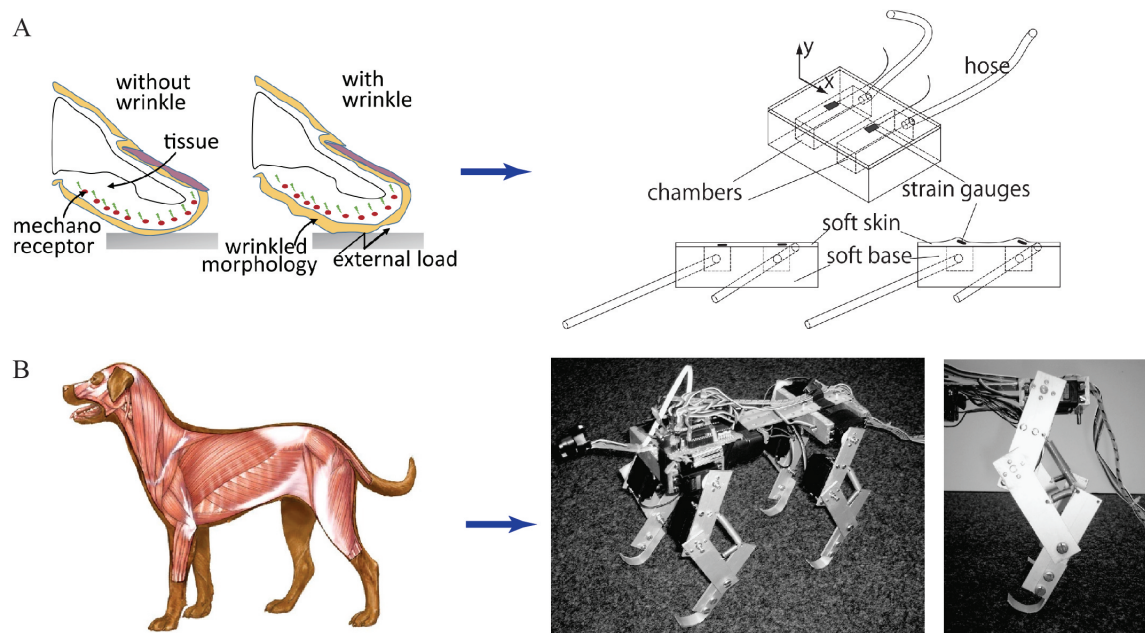 A
without
wrinkle
with
wrinkle
tissue
mechano
receptor
wrinkled
morphology
external load
y
x
hose
chambers
strain gauges
soft skin
soft base
B